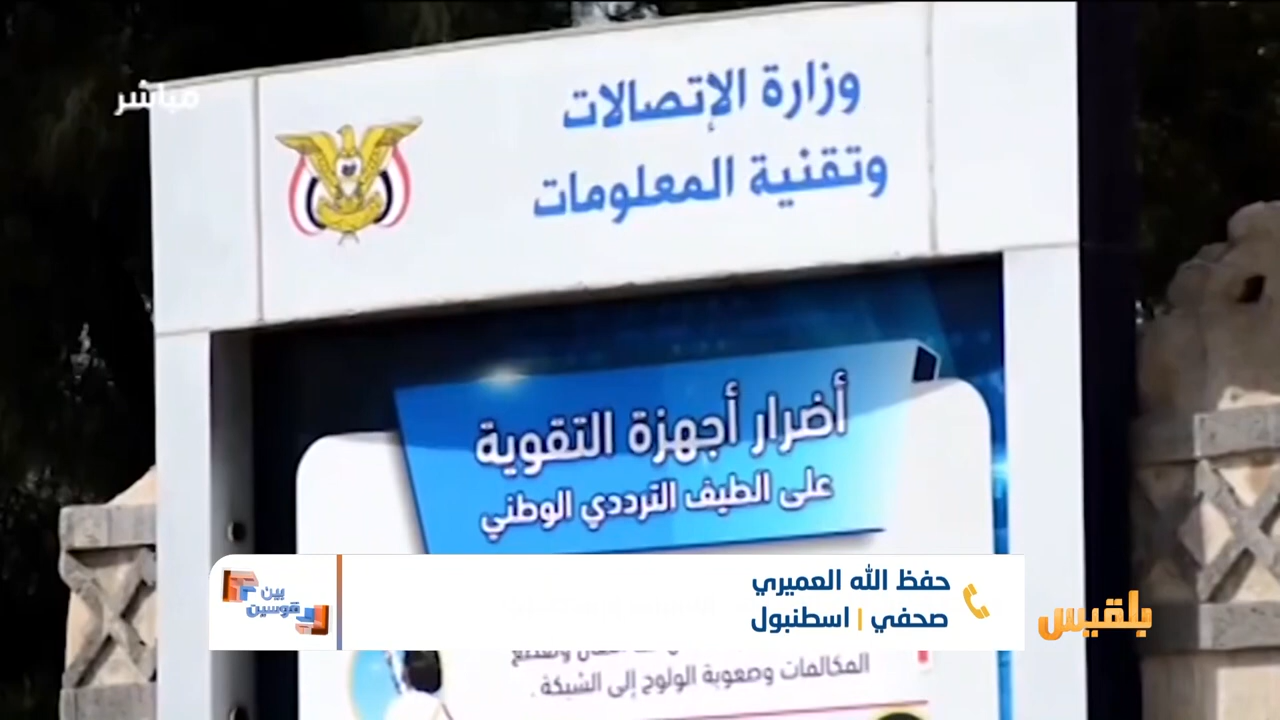 مباشر
وزارة الإتصالات
وتقنية المعلومات
أضرار أجهزة التقوية
على الطيف الترددي الوطني
بين قوسين
حفظ الله العميري
صحفي | اسطنبول
بلقيس
المكالمات وصعوبة الولوج إلى الشبكة .